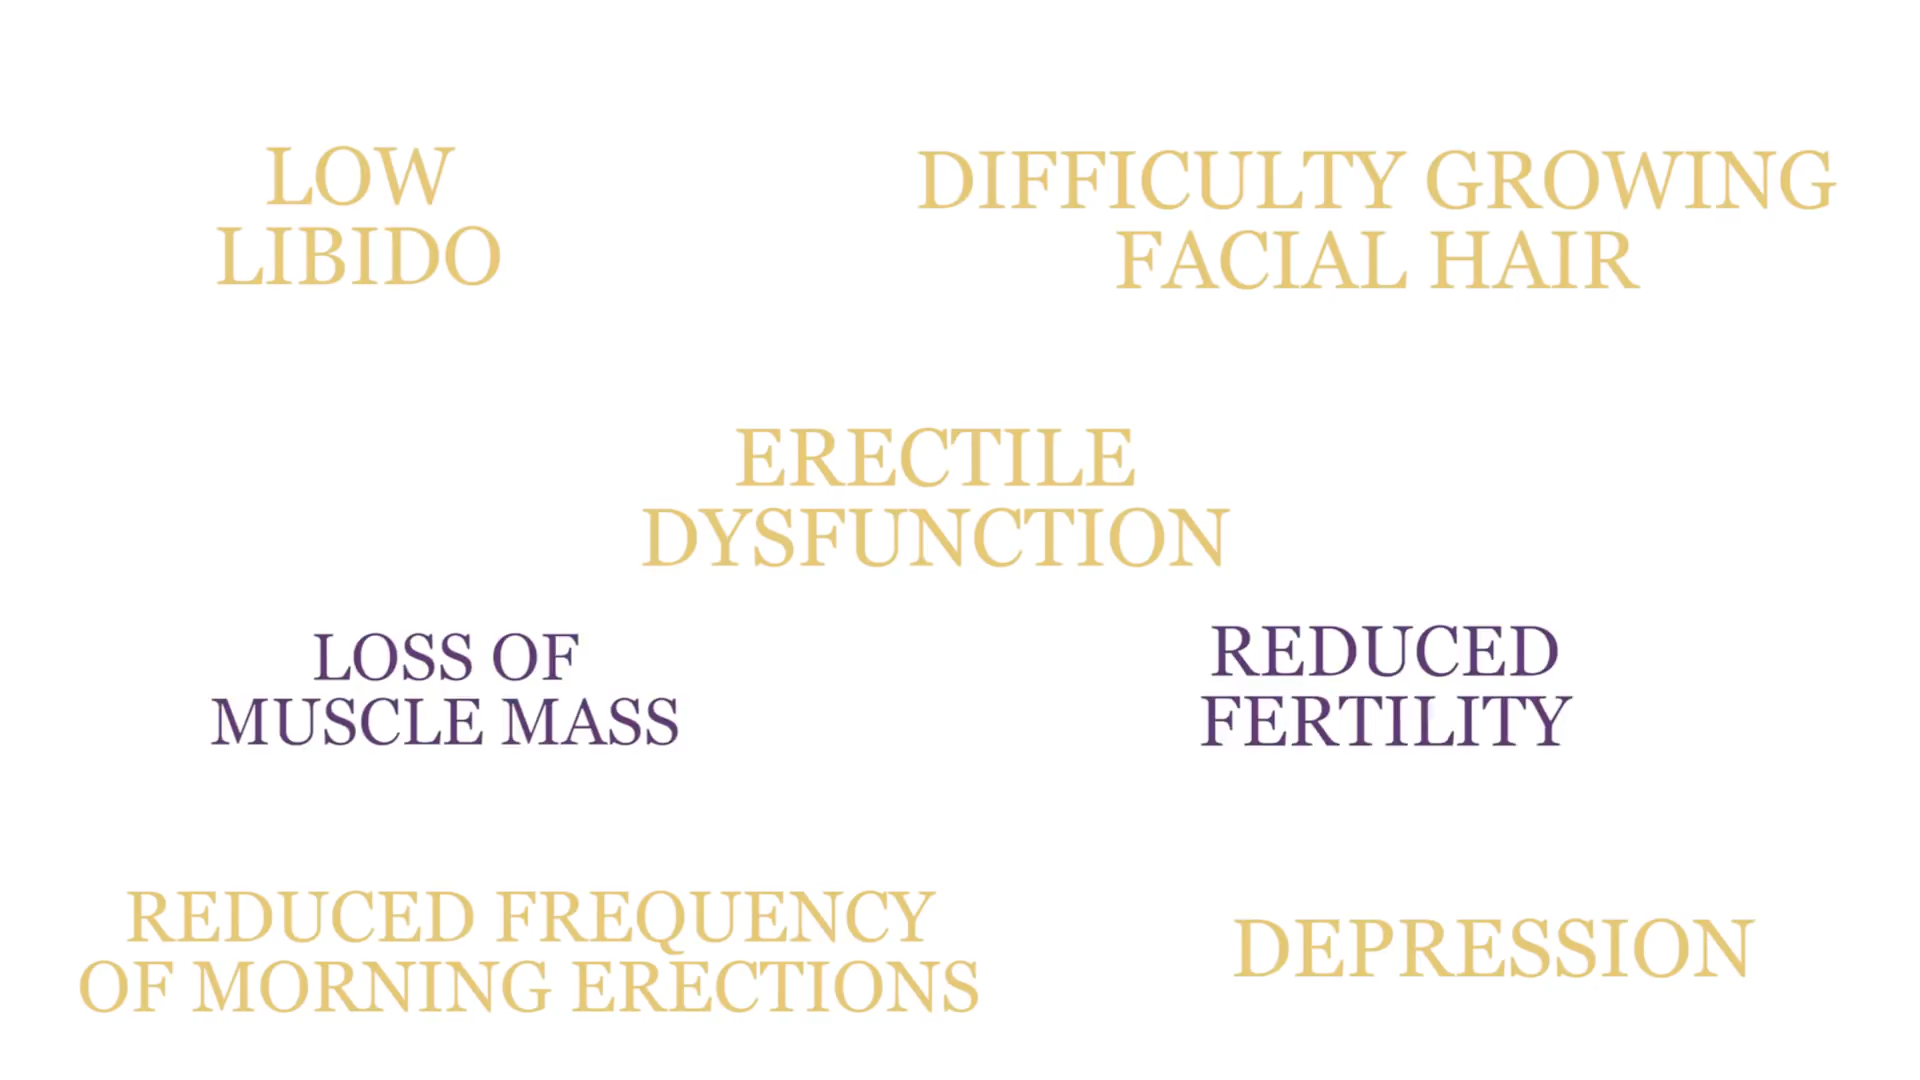 LOW
LIBIDO
DIFFICULTY GROWING
FACIAL HAIR
ERECTILE
DYSFUNCTION
LOSS OF
MUSCLE MASS
REDUCED
FERTILITY
REDUCED FREQUENCY
OF MORNING ERECTIONS
DEPRESSION